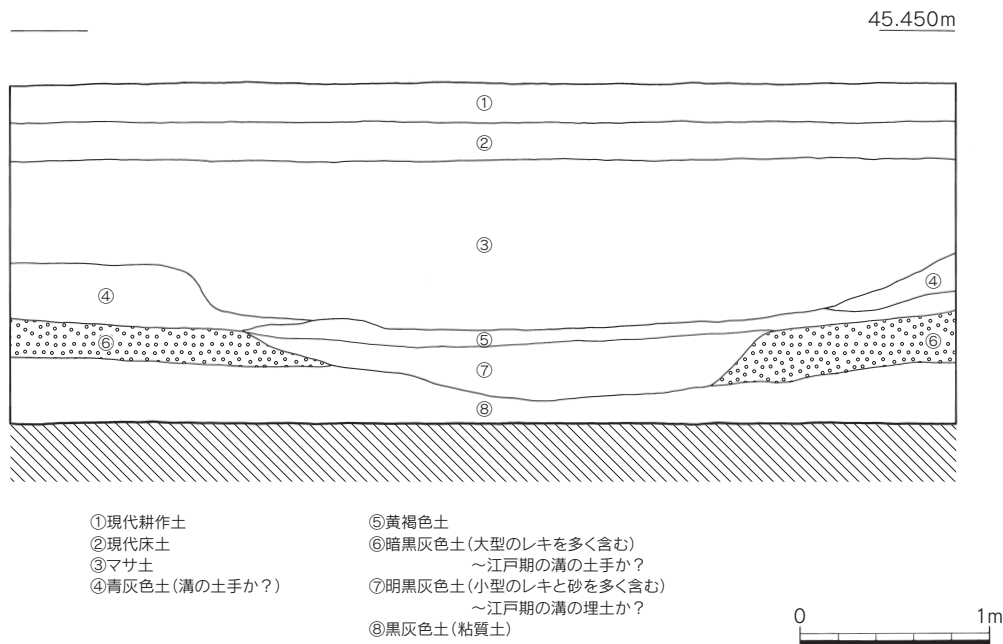 45.450m
①
②
③
④
④
⑤
⑥
⑥
⑦
⑧
①現代耕作土
②現代床土
③マサ土
④青灰色土(溝の土手か？)
⑤黄褐色土
⑥暗黒灰色土(大型のレキを多く含む)
～江戸期の溝の土手か？
⑦明黒灰色土(小型のレキと砂を多く含む)
～江戸期の溝の埋土か？
⑧黒灰色土(粘質土)
0 1m